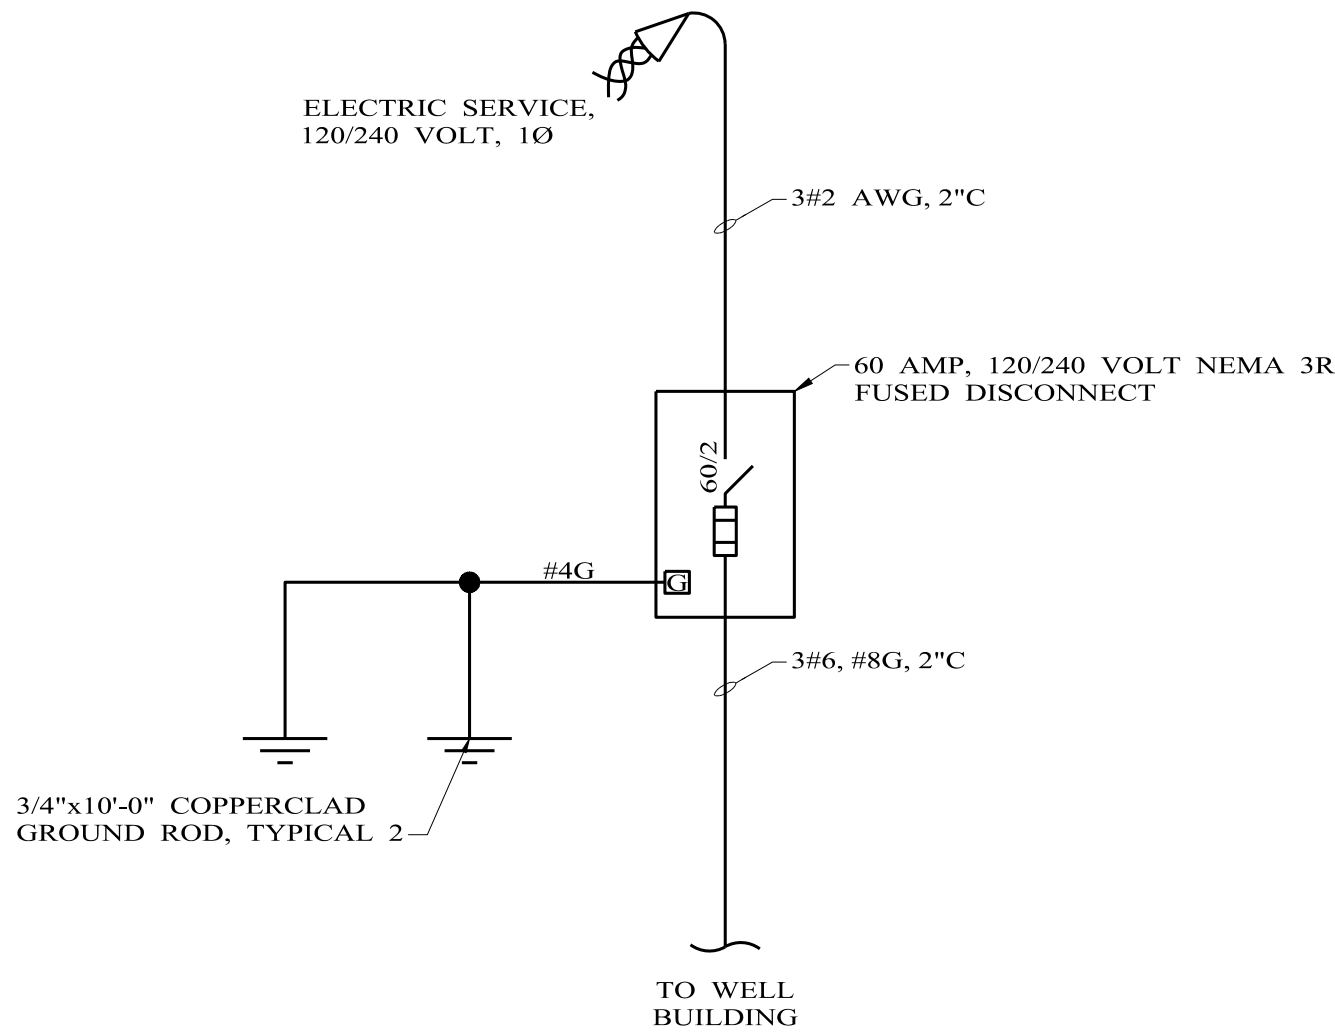 ELECTRIC SERVICE,
120/240 VOLT, 1Ø
3#2 AWG, 2"C
60 AMP, 120/240 VOLT NEMA 3R
FUSED DISCONNECT
60/2
#4G
G
3#6, #8G, 2"C
3/4"x10'-0" COPPERCLAD
GROUND ROD, TYPICAL 2
TO WELL
BUILDING